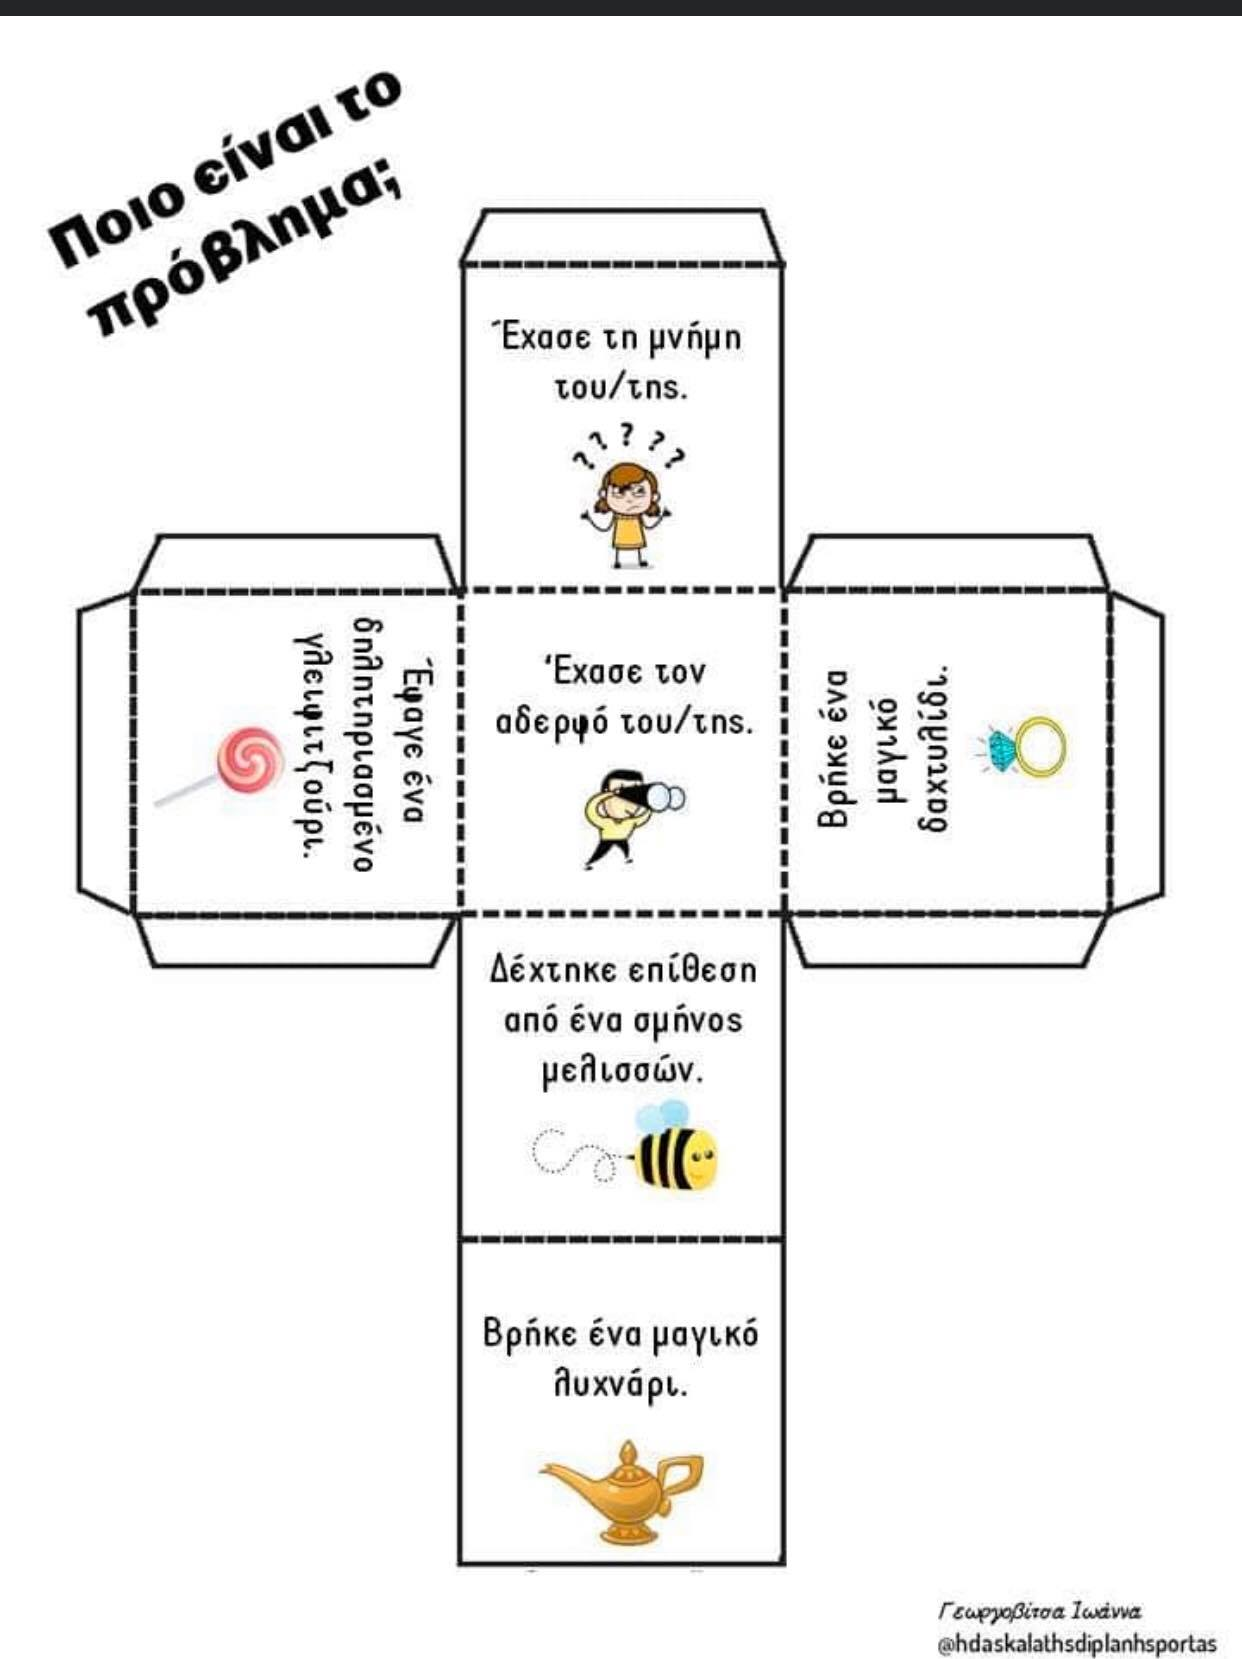 Ποιο είναι το
πρόβλημα;
Έχασε τη μνήμη
του/της.
? ? ? ? ?
Έφαγε ένα
δηλητηριασμένο
γλειφιτζούρι.
Έχασε τον
αδερφό του/της.
Βρήκε ένα
μαγικό
δαχτυλίδι.
Δέχτηκε επίθεση
από ένα σμήνος
μελισσών.
Βρήκε ένα μαγικό
λυχνάρι.
Γεωργοβίτσα Ιωάννα
@hdaskalathsdiplanhsportas